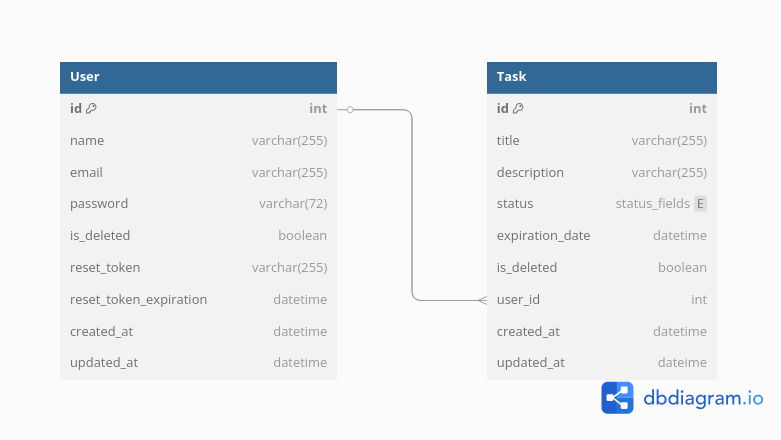 User
id int
name varchar(255)
email varchar(255)
password varchar(72)
is_deleted boolean
reset_token varchar(255)
reset_token_expiration datetime
created_at datetime
updated_at datetime
Task
id int
title varchar(255)
description varchar(255)
status status_fields E
expiration_date datetime
is_deleted boolean
user_id int
created_at datetime
updated_at dateime
dbdiagram.io